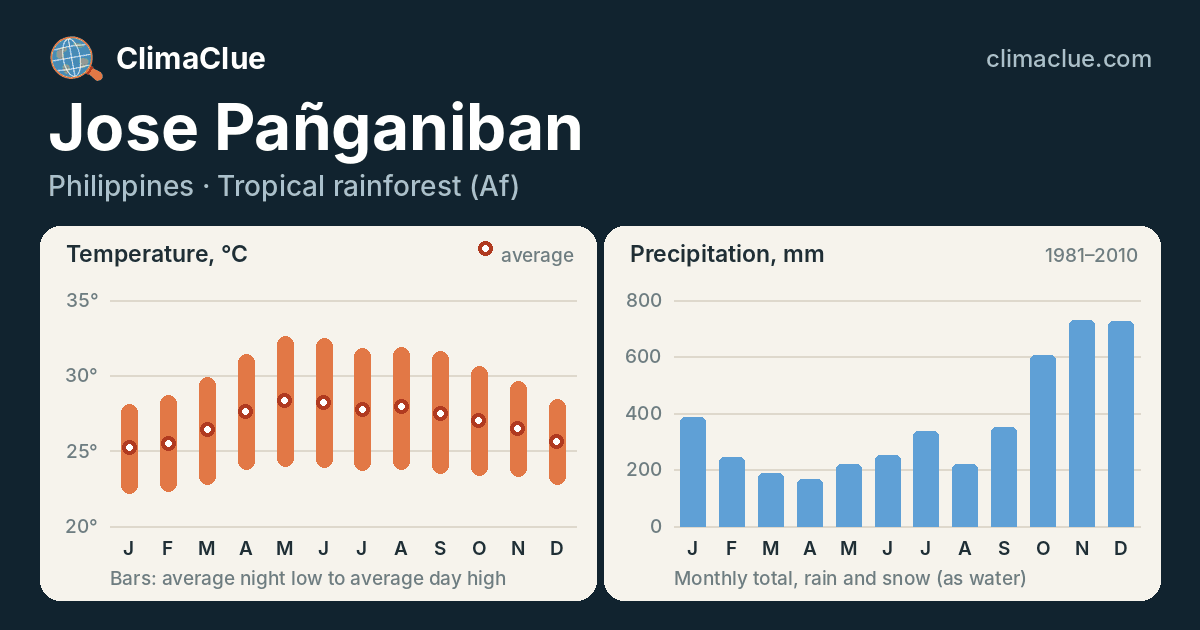 ClimaClue
climaclue.com
Jose Pañganiban
Philippines · Tropical rainforest (Af)
Temperature, °C
average
35°
30°
25°
20°
J F M A M J J A S O N D
Bars: average night low to average day high
Precipitation, mm
1981–2010
800
600
400
200
0
J F M A M J J A S O N D
Monthly total, rain and snow (as water)